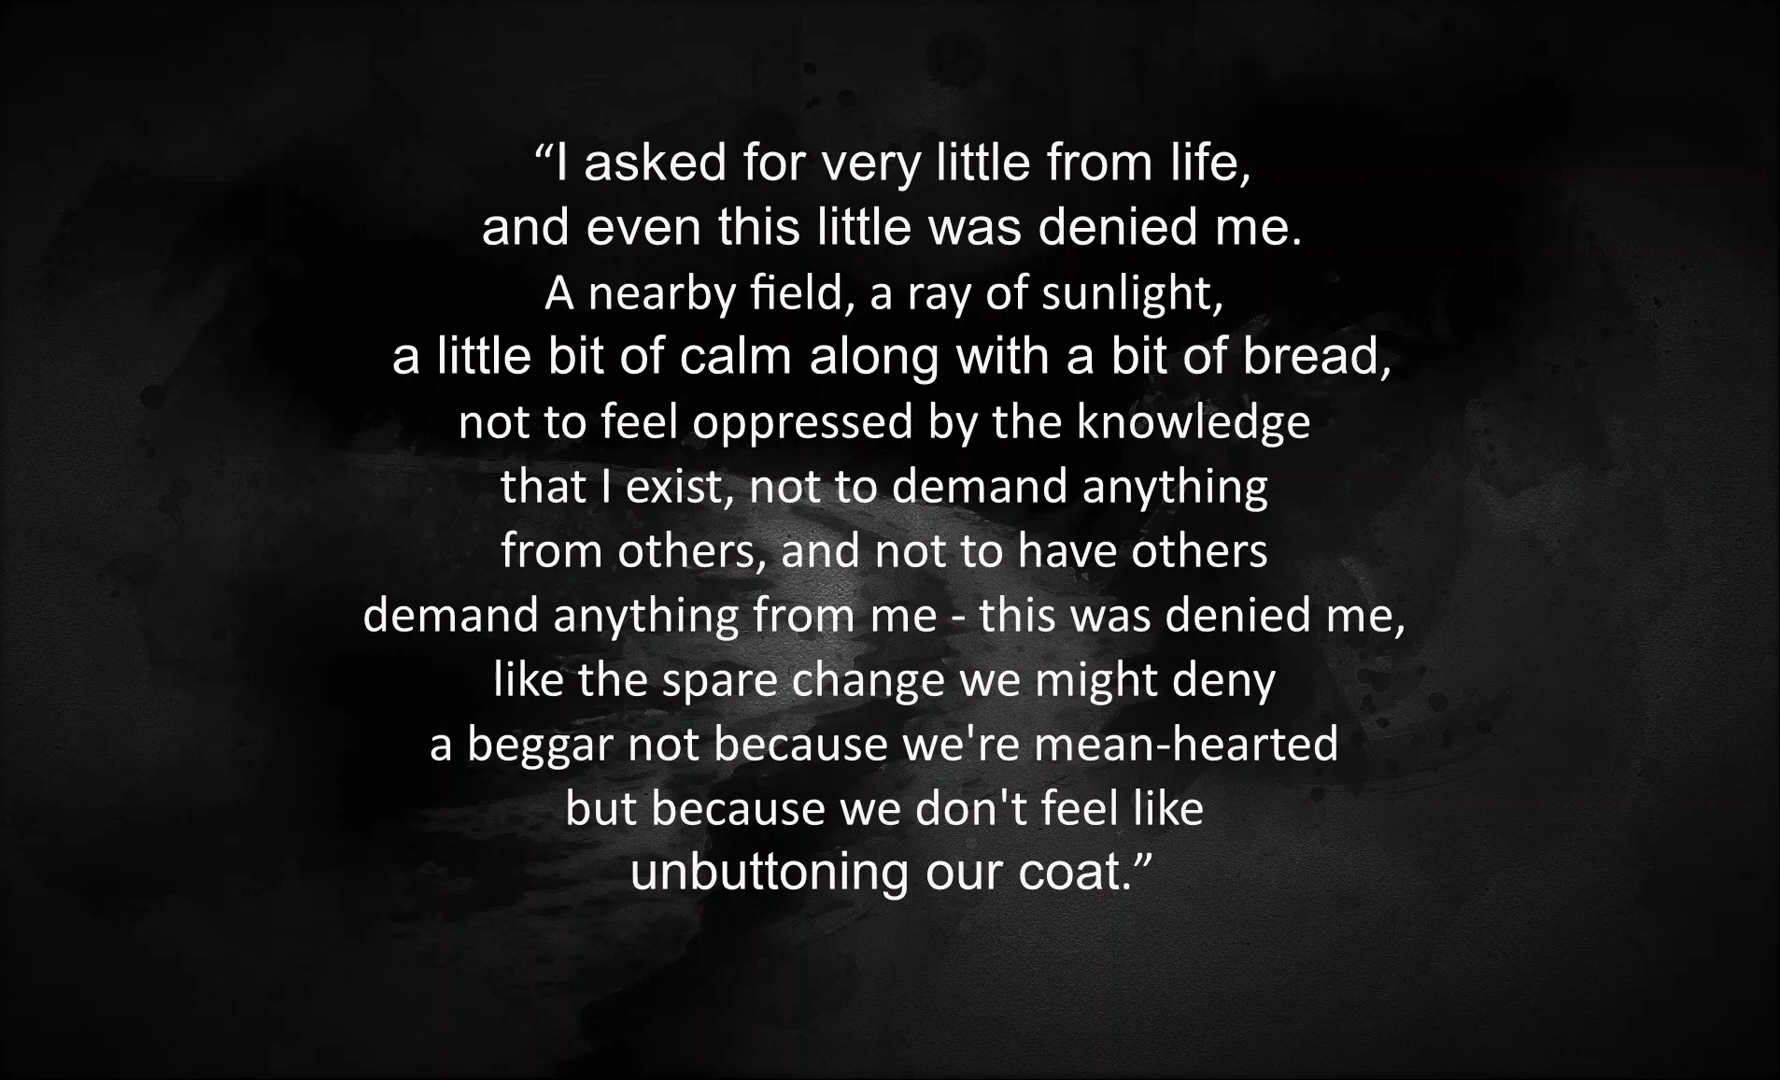 “I asked for very little from life,
and even this little was denied me.
A nearby field, a ray of sunlight,
a little bit of calm along with a bit of bread,
not to feel oppressed by the knowledge
that I exist, not to demand anything
from others, and not to have others
demand anything from me - this was denied me,
like the spare change we might deny
a beggar not because we're mean-hearted
but because we don't feel like
unbuttoning our coat.”